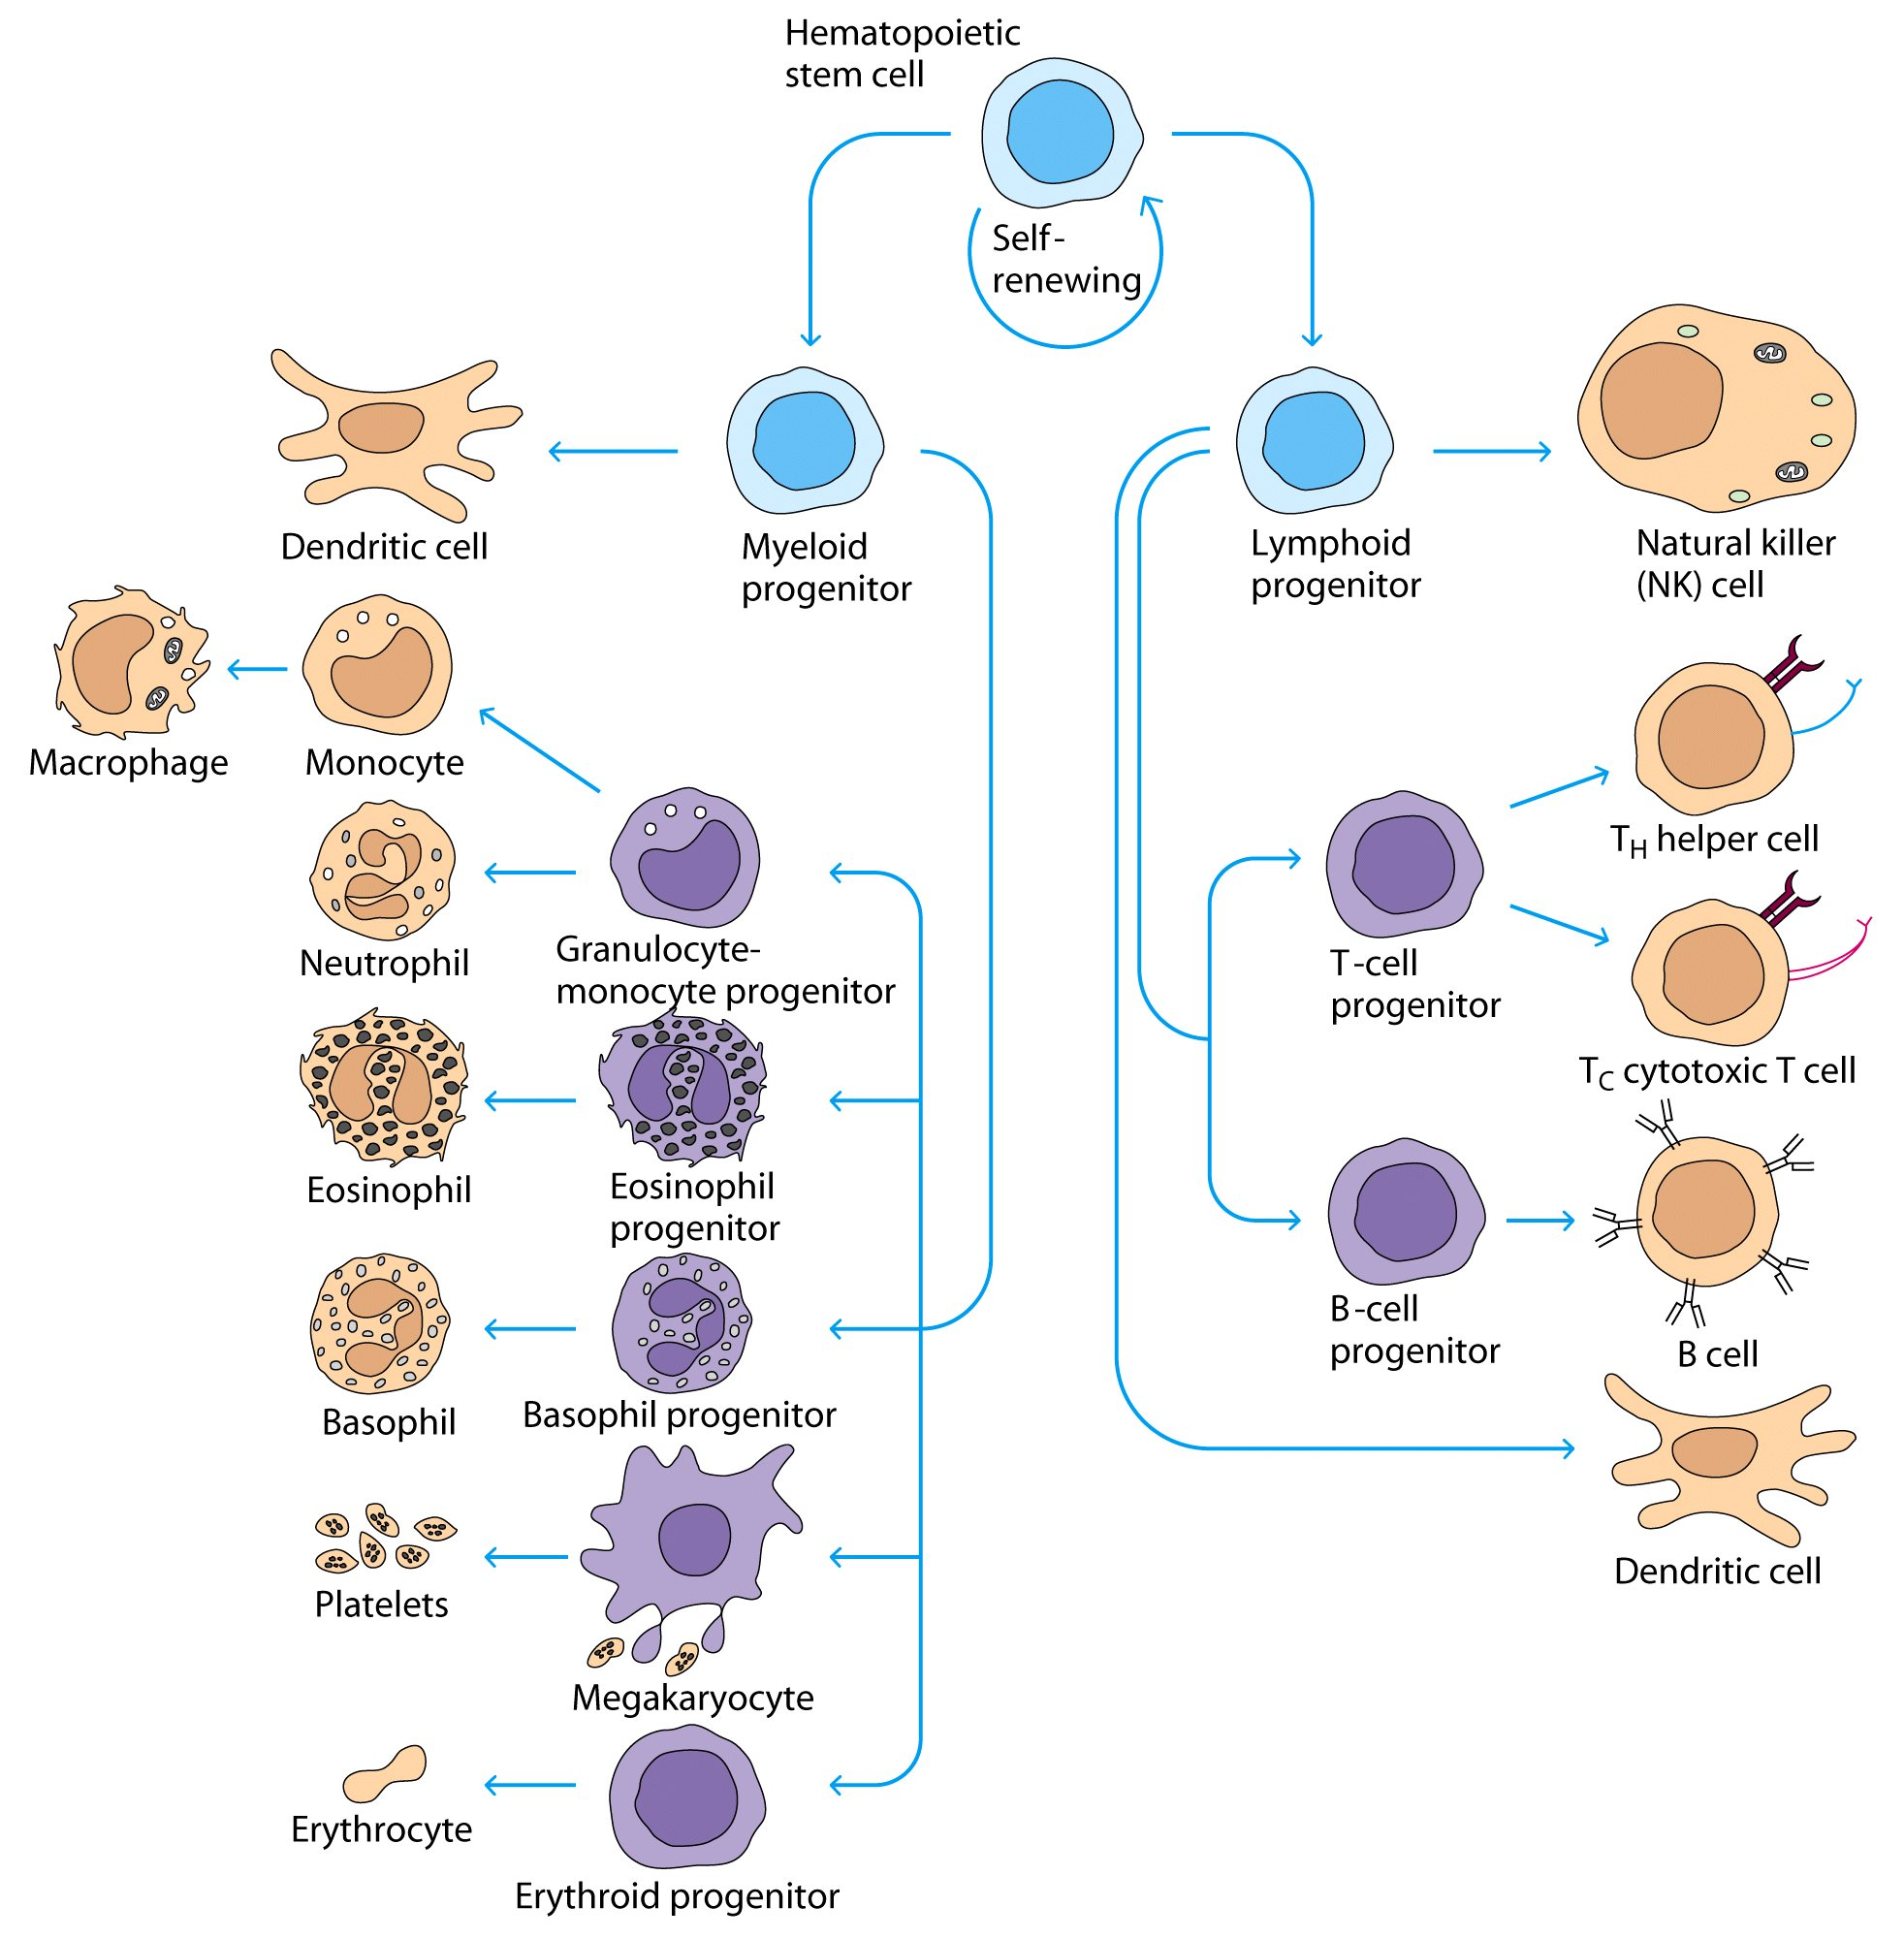 Hematopoietic
stem cell
Self-
renewing
Dendritic cell
Myeloid
progenitor
Lymphoid
progenitor
Natural killer
(NK) cell
Macrophage
Monocyte
T_H helper cell
Neutrophil
Granulocyte-
monocyte progenitor
T-cell
progenitor
T_C cytotoxic T cell
Eosinophil
Eosinophil
progenitor
B-cell
progenitor
B cell
Basophil
Basophil progenitor
Dendritic cell
Platelets
Megakaryocyte
Erythrocyte
Erythroid progenitor